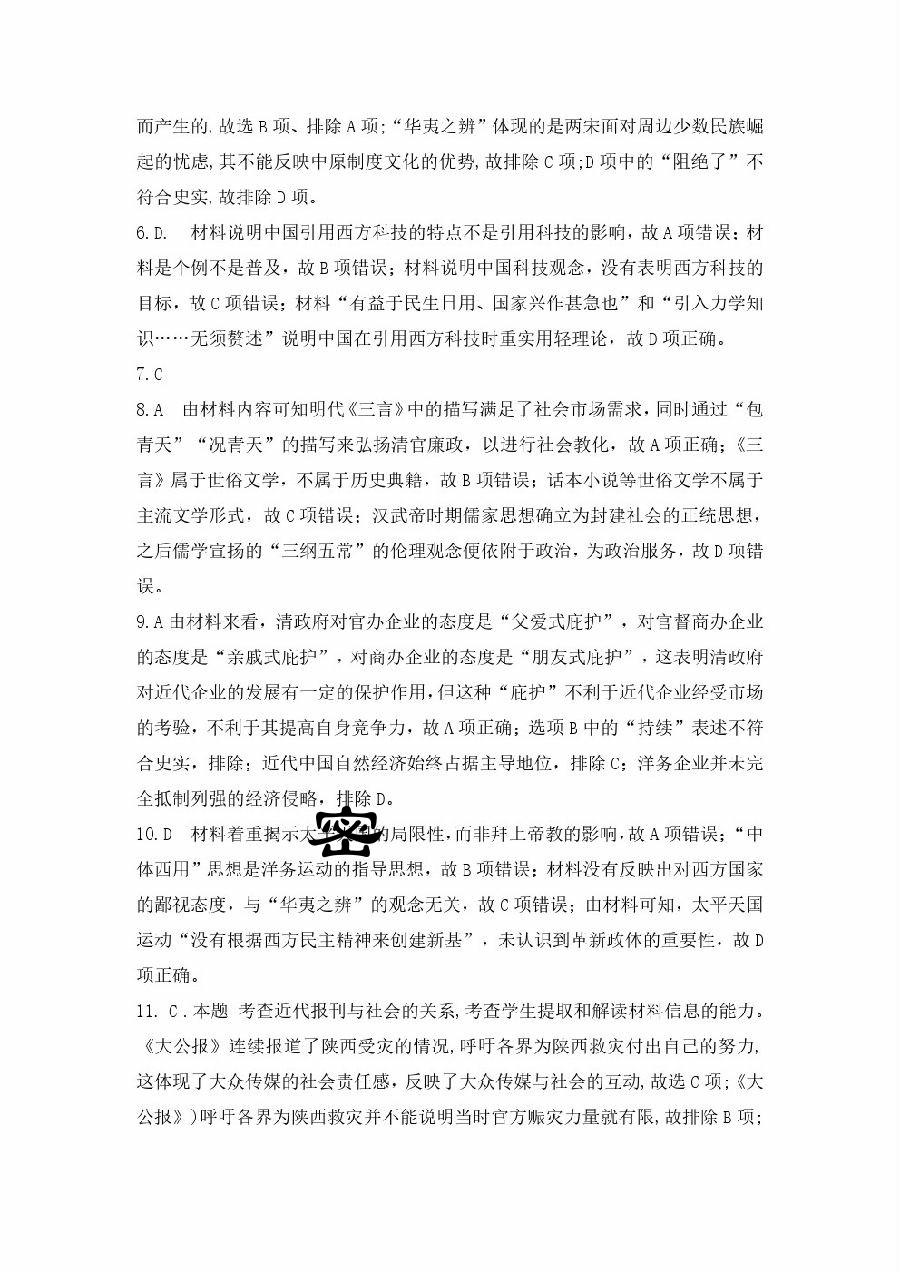 而产生的,故选B项、排除A项;“华夷之辨”体现的是两宋面对周边少数民族崛
起的忧虑,其不能反映中原制度文化的优势,故排除C项;D项中的“阻绝了”不
符合史实,故排除D项。
6.D. 材料说明中国引用西方科技的特点不是引用科技的影响，故A项错误；材
料是个例不是普及，故B项错误；材料说明中国科技观念，没有表明西方科技的
目标，故C项错误；材料“有益于民生日用、国家兴作甚急也”和“引入力学知
识……无须赘述”说明中国在引用西方科技时重实用轻理论，故D项正确。
7.C
8.A 由材料内容可知明代《三言》中的描写满足了社会市场需求，同时通过“包
青天”“况青天”的描写来弘扬清官廉政，以进行社会教化，故A项正确；《三
言》属于世俗文学，不属于历史典籍，故B项错误；话本小说等世俗文学不属于
主流文学形式，故C项错误；汉武帝时期儒家思想确立为封建社会的正统思想，
之后儒学宣扬的“三纲五常”的伦理观念便依附于政治，为政治服务，故D项错
误。
9.A由材料来看，清政府对官办企业的态度是“父爱式庇护”，对官督商办企业
的态度是“亲戚式庇护”，对商办企业的态度是“朋友式庇护”，这表明清政府
对近代企业的发展有一定的保护作用,但这种“庇护”不利于近代企业经受市场
的考验，不利于其提高自身竞争力，故A项正确；选项B中的“持续”表述不符
合史实，排除；近代中国自然经济始终占据主导地位，排除C；洋务企业并未完
全抵制列强的经济侵略，排除D。
10.D 材料着重揭示太平 的局限性,而非拜上帝教的影响,故A项错误；“中
密
体西用”思想是洋务运动的指导思想，故B项错误；材料没有反映出对西方国家
的鄙视态度，与“华夷之辨”的观念无关，故C项错误；由材料可知，太平天国
运动“没有根据西方民主精神来创建新基”，未认识到革新政体的重要性，故D
项正确。
11. C.本题 考查近代报刊与社会的关系,考查学生提取和解读材料信息的能力。
《大公报》连续报道了陕西受灾的情况,呼吁各界为陕西救灾付出自己的努力,
这体现了大众传媒的社会责任感，反映了大众传媒与社会的互动,故选C项;《大
公报》)呼吁各界为陕西救灾并不能说明当时官方赈灾力量就有限,故排除B项;